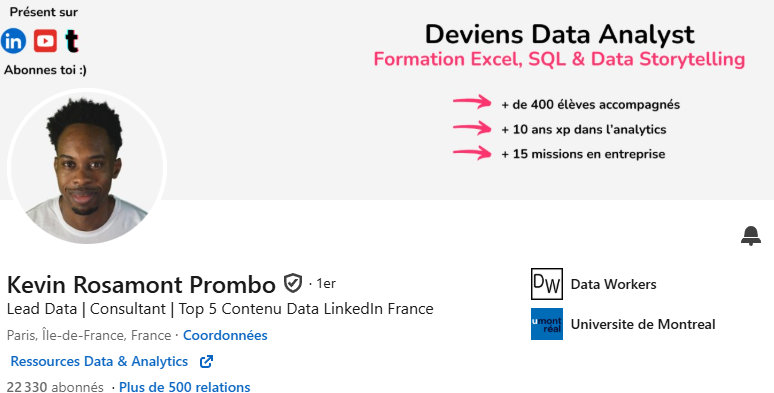 Présent sur
in
t
Abonnes toi :)
Deviens Data Analyst
Formation Excel, SQL & Data Storytelling
+ de 400 élèves accompagnés
+ 10 ans xp dans l'analytics
+ 15 missions en entreprise
Kevin Rosamont Prombo · 1er
Lead Data | Consultant | Top 5 Contenu Data LinkedIn France
Paris, Île-de-France, France · Coordonnées
Ressources Data & Analytics
22 330 abonnés · Plus de 500 relations
DW Data Workers
umont
réal
Universite de Montreal